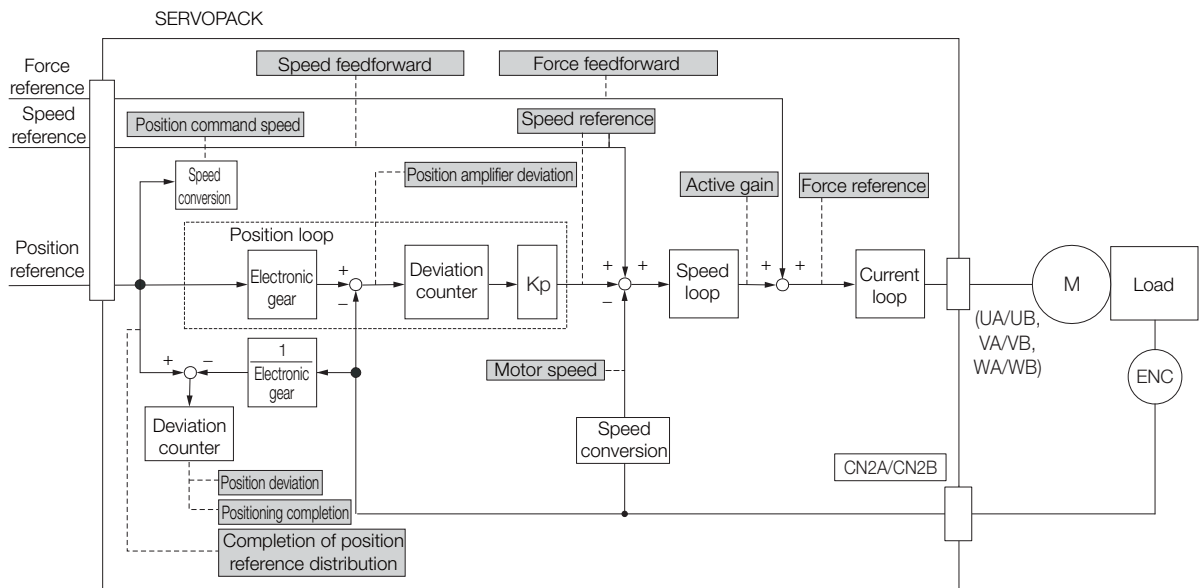 SERVOPACK
Force
reference
Speed
reference
Position
reference
Speed feedforward
Force feedforward
Position command speed
Speed reference
Speed
conversion
Position amplifier deviation
Active gain
Force reference
Position loop
Electronic
gear
+
−
Deviation
counter
Kp
+
+
−
Speed
loop
+
+
+
Current
loop
M
Load
(UA/UB,
VA/VB,
WA/WB)
ENC
+
−
1
Electronic
gear
Motor speed
Deviation
counter
Speed
conversion
CN2A/CN2B
Position deviation
Positioning completion
Completion of position
reference distribution